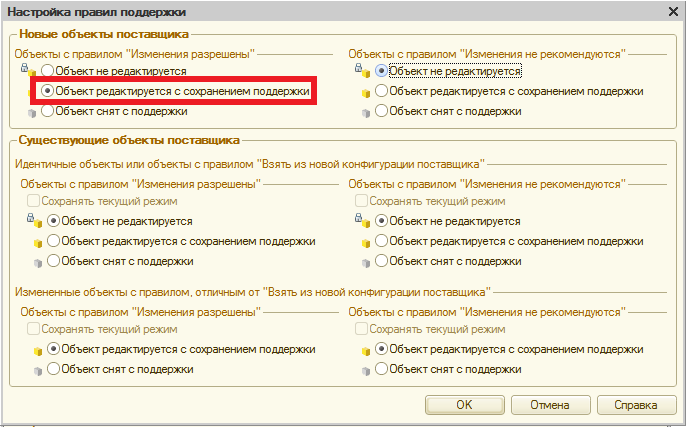 Настройка правил поддержки
Новые объекты поставщика
Объекты с правилом "Изменения разрешены"
Объекты с правилом "Изменения не рекомендуются"
Объект не редактируется
Объект не редактируется
Объект редактируется с сохранением поддержки
Объект редактируется с сохранением поддержки
Объект снят с поддержки
Объект снят с поддержки
Существующие объекты поставщика
Идентичные объекты или объекты с правилом "Взять из новой конфигурации поставщика"
Объекты с правилом "Изменения разрешены"
Объекты с правилом "Изменения не рекомендуются"
Сохранять текущий режим
Сохранять текущий режим
Объект не редактируется
Объект не редактируется
Объект редактируется с сохранением поддержки
Объект редактируется с сохранением поддержки
Объект снят с поддержки
Объект снят с поддержки
Измененные объекты с правилом, отличным от "Взять из новой конфигурации поставщика"
Объекты с правилом "Изменения разрешены"
Объекты с правилом "Изменения не рекомендуются"
Сохранять текущий режим
Сохранять текущий режим
Объект редактируется с сохранением поддержки
Объект редактируется с сохранением поддержки
Объект снят с поддержки
Объект снят с поддержки
OK
Отмена
Справка